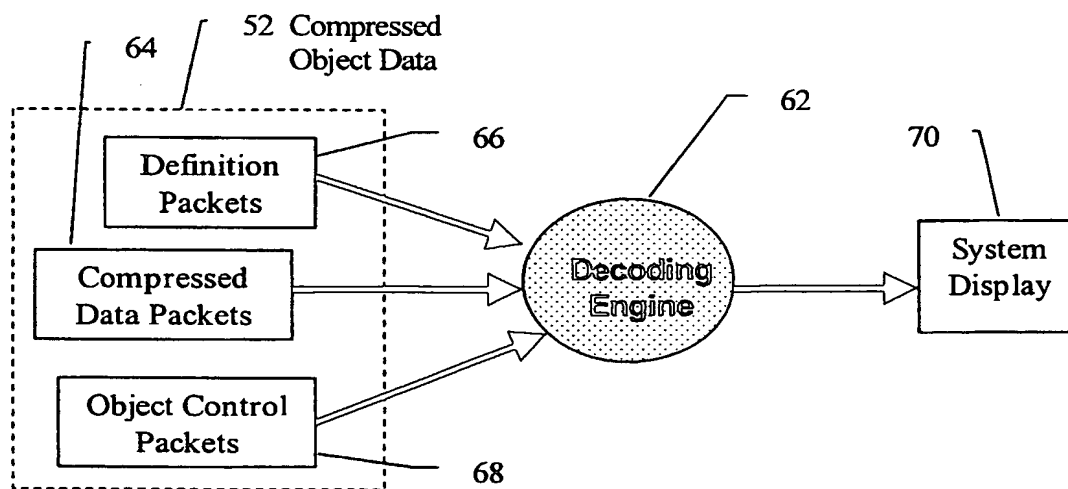 52 Compressed
Object Data
64
62
70
66
Definition
Packets
Compressed
Data Packets
Decoding
Engine
System
Display
Object Control
Packets
68